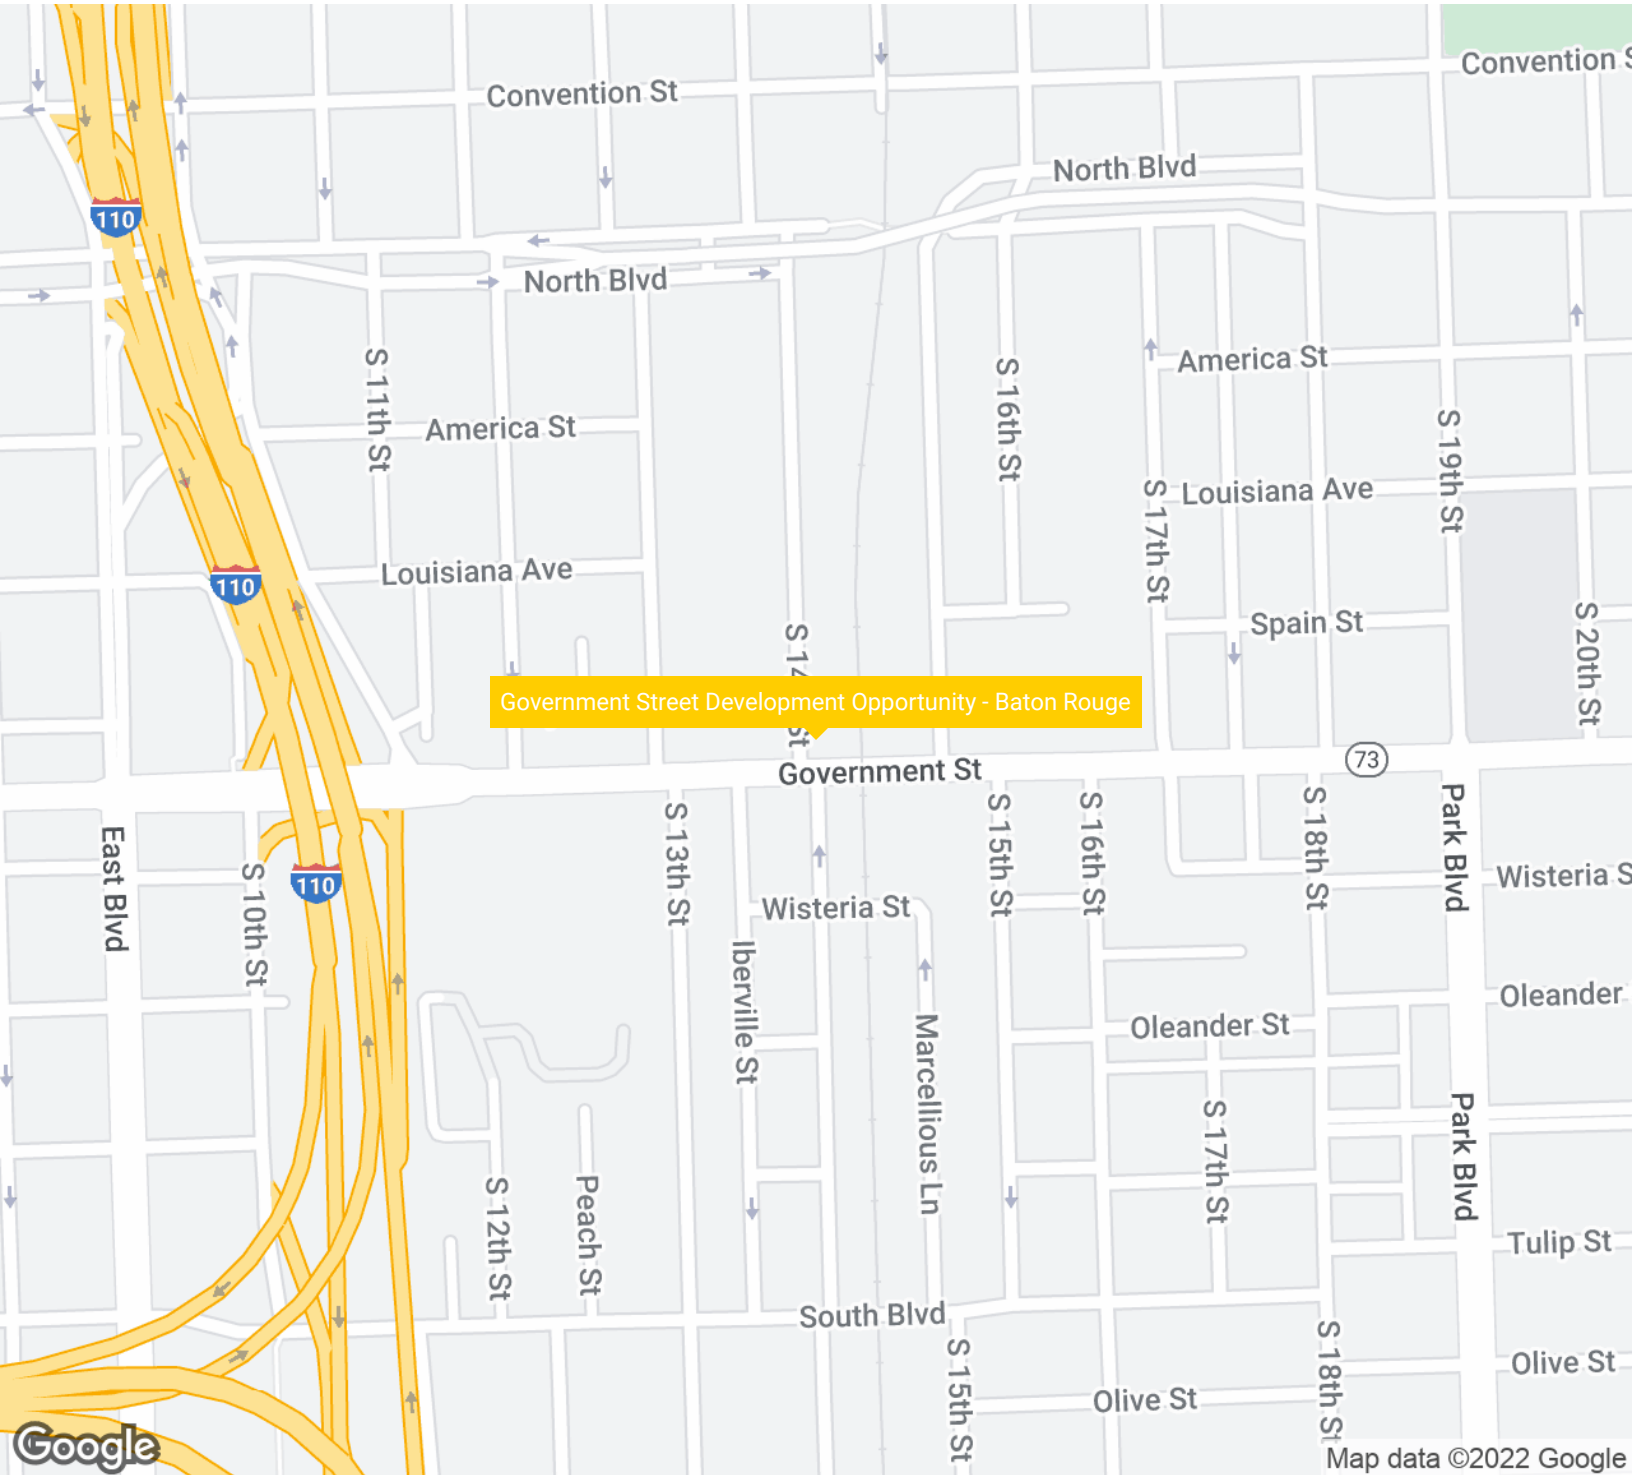 Convention St
Convention S
North Blvd
110
North Blvd
S 11th St
America St
S 16th St
America St
S 19th St
Louisiana Ave
S 17th St
Louisiana Ave
110
Spain St
S 20th St
S 14
St
Government Street Development Opportunity - Baton Rouge
Government St
73
East Blvd
S 10th St
110
S 13th St
S 15th St
S 16th St
S 18th St
Park Blvd
Wisteria S
Wisteria St
Iberville St
Marcellious Ln
Oleander
Oleander St
S 17th St
Park Blvd
S 12th St
Peach St
Tulip St
South Blvd
S 15th St
S 18th St
Olive St
Olive St
Google
Map data ©2022 Google